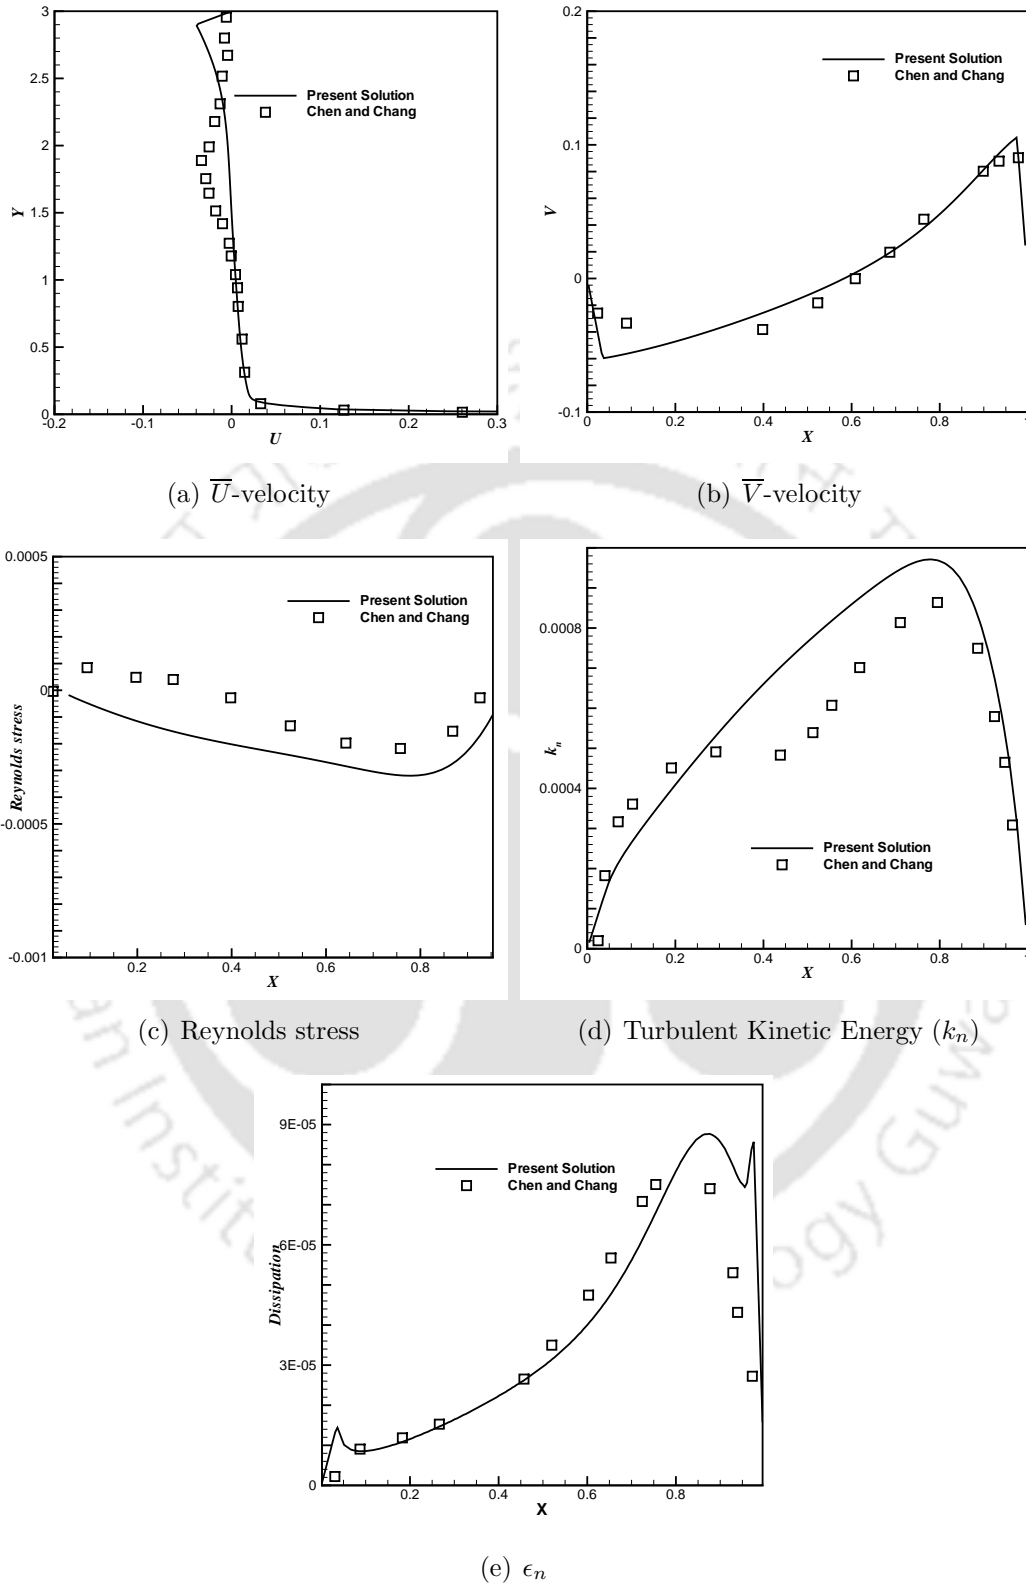 3
2.5
2
1.5
1
0.5
0
Y
-0.2
-0.1
0
0.1
0.2
0.3
U
Present Solution
Chen and Chang
(a) U̅-velocity
0.2
0.1
0
-0.1
V
0
0.2
0.4
0.6
0.8
1
X
Present Solution
Chen and Chang
(b) V̅-velocity
0.0005
0
-0.0005
-0.001
Reynolds stress
0.2
0.4
0.6
0.8
X
Present Solution
Chen and Chang
(c) Reynolds stress
0.0008
0.0004
0
kₙ
0
0.2
0.4
0.6
0.8
1
X
Present Solution
Chen and Chang
(d) Turbulent Kinetic Energy (kₙ)
9E-05
6E-05
3E-05
0
Dissipation
0.2
0.4
0.6
0.8
X
Present Solution
Chen and Chang
(e) ϵₙ